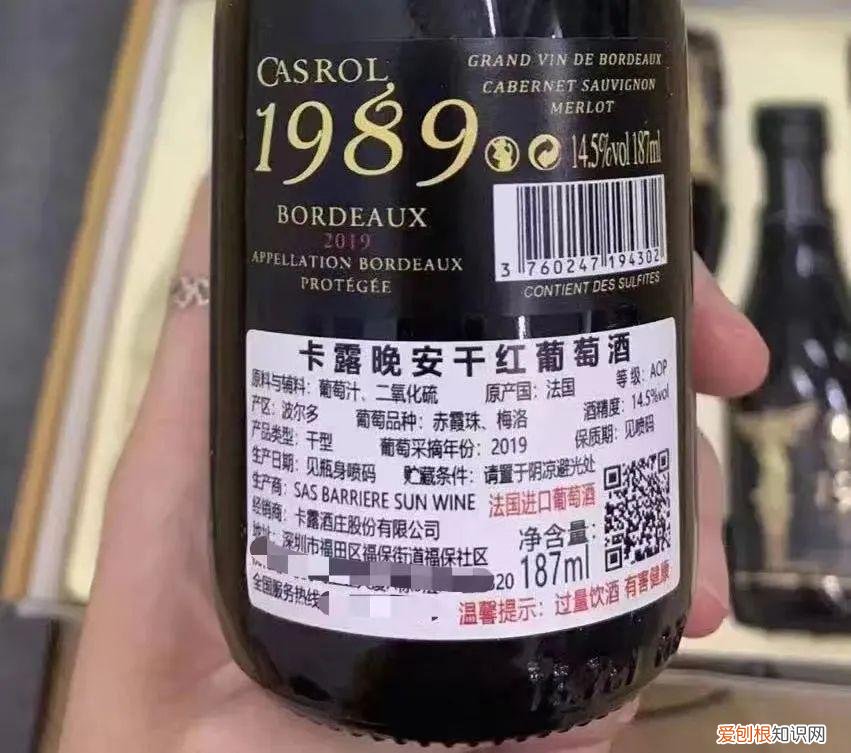 CASROL
1989
GRAND VIN DE BORDEAUX
CABERNET SAUVIGNON
MERLOT
14.5%vol 187ml
BORDEAUX
2019
APPELLATION BORDEAUX
PROTÉGÉE
3 760247 194302
CONTIENT DES SULFITES
卡露晚安干红葡萄酒
原料与辅料：葡萄汁、二氧化硫 原产国：法国 等级：AOP
产区：波尔多 葡萄品种：赤霞珠、梅洛 酒精度：14.5%vol
产品类型：干型 葡萄采摘年份：2019 保质期：见喷码
生产日期：见瓶身喷码 贮藏条件：请置于阴凉避光处
生产商：SAS BARRIERE SUN WINE 法国进口葡萄酒
经销商：卡露酒庄股份有限公司
地址：深圳市福田区福保街道福保社区
20
净含量：
187ml
全国服务热线
温馨提示：过量饮酒 有害健康
爱刨根知识网